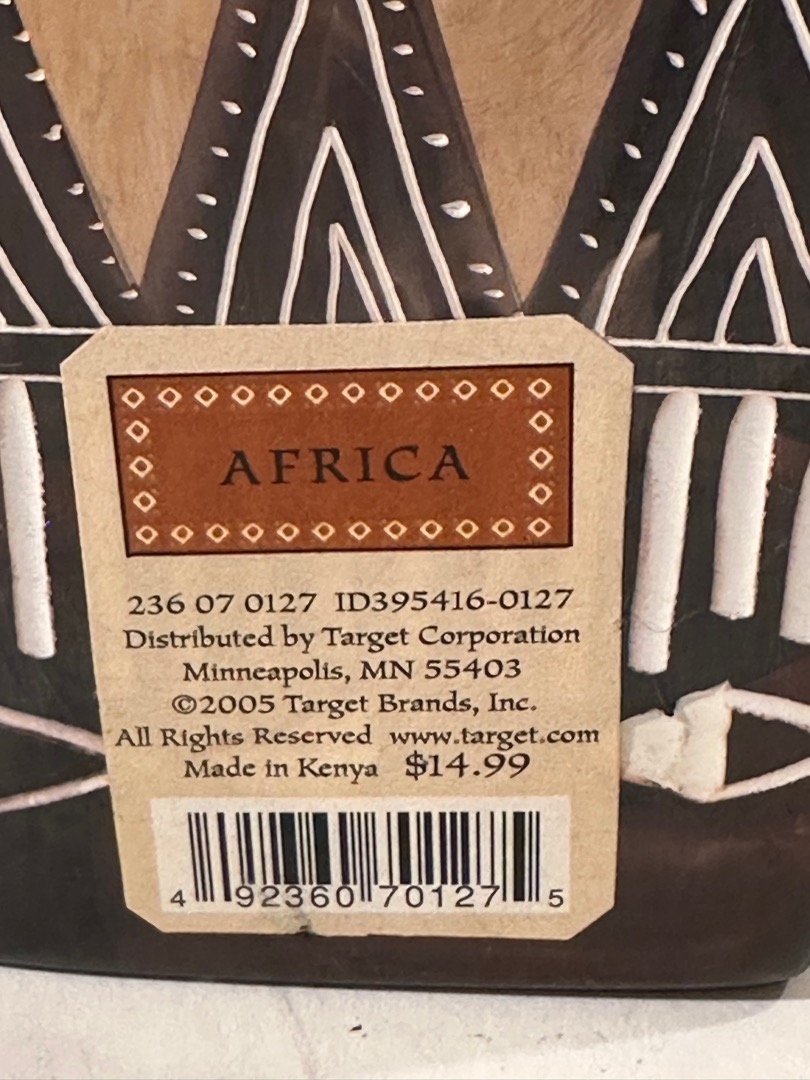 AFRICA
236 07 0127 ID395416-0127
Distributed by Target Corporation
Minneapolis, MN 55403
©2005 Target Brands, Inc.
All Rights Reserved www.target.com
Made in Kenya $14.99
4 92360 70127 5